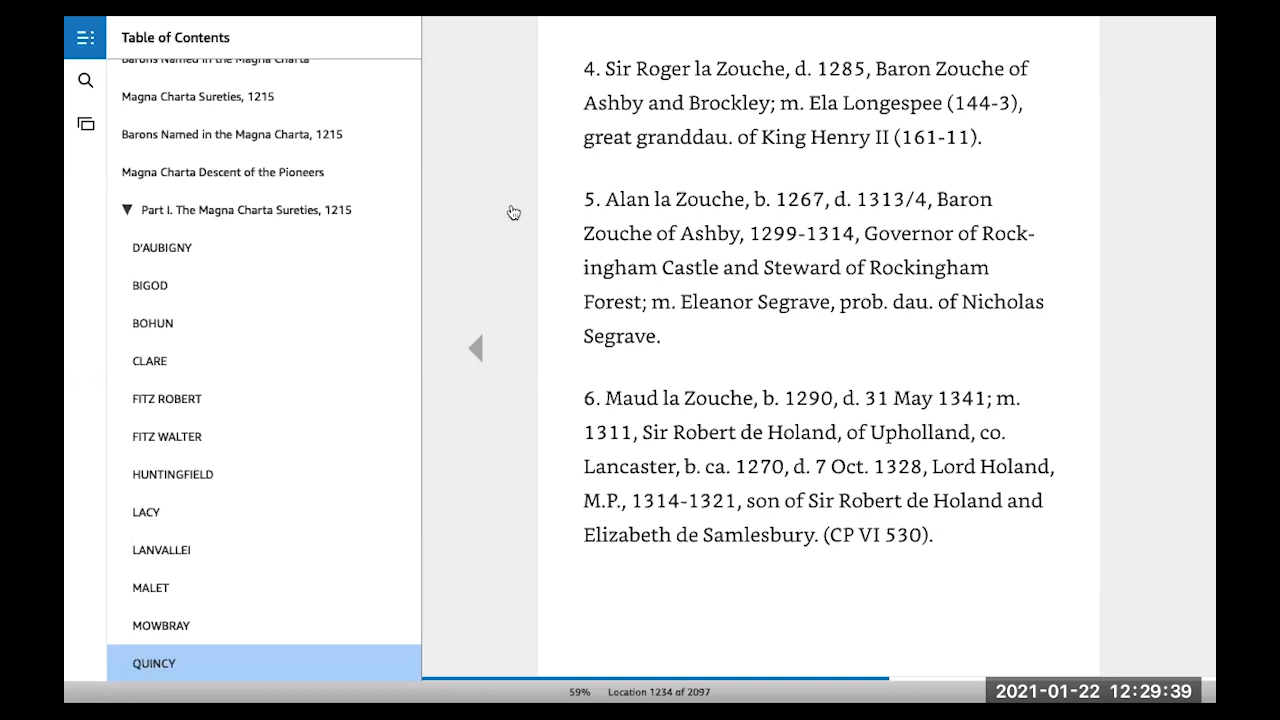 Table of Contents
Barons Named in the Magna Charta
Magna Charta Sureties, 1215
Barons Named in the Magna Charta, 1215
Magna Charta Descent of the Pioneers
Part I. The Magna Charta Sureties, 1215
D'AUBIGNY
BIGOD
BOHUN
CLARE
FITZ ROBERT
FITZ WALTER
HUNTINGFIELD
LACY
LANVALLEI
MALET
MOWBRAY
QUINCY
4. Sir Roger la Zouche, d. 1285, Baron Zouche of
Ashby and Brockley; m. Ela Longespee (144-3),
great granddau. of King Henry II (161-11).
5. Alan la Zouche, b. 1267, d. 1313/4, Baron
Zouche of Ashby, 1299-1314, Governor of Rock-
ingham Castle and Steward of Rockingham
Forest; m. Eleanor Segrave, prob. dau. of Nicholas
Segrave.
6. Maud la Zouche, b. 1290, d. 31 May 1341; m.
1311, Sir Robert de Holand, of Upholland, co.
Lancaster, b. ca. 1270, d. 7 Oct. 1328, Lord Holand,
M.P., 1314-1321, son of Sir Robert de Holand and
Elizabeth de Samlesbury. (CP VI 530).
59% Location 1234 of 2097
2021-01-22 12:29:39